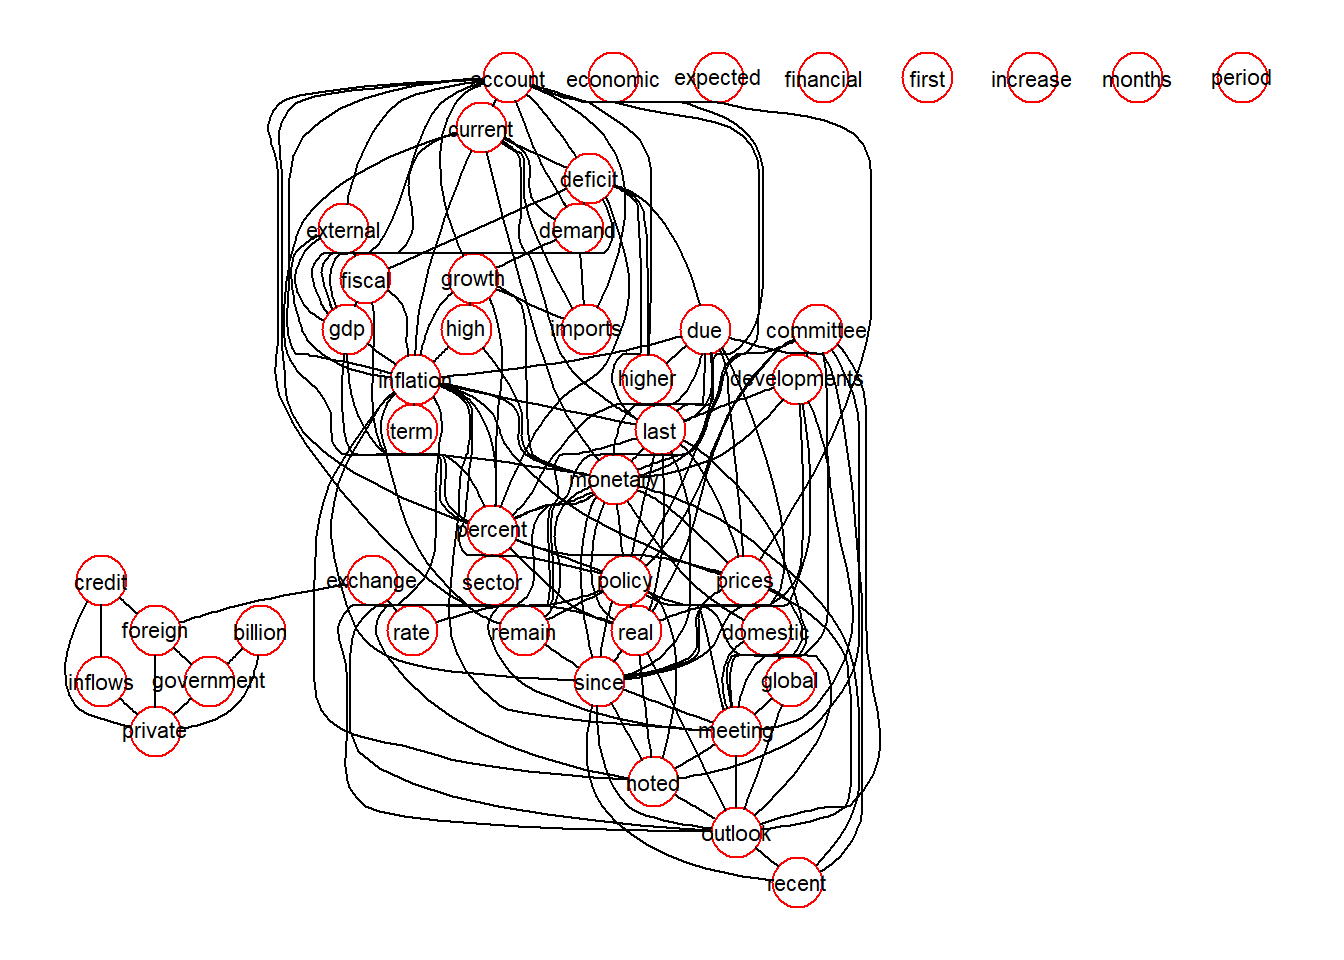 account economic expected financial first increase months period
current
deficit
external demand
fiscal growth
gdp high imports due committee
inflation higher developments
term last
monetary
percent
credit exchange sector policy prices
foreign billion rate remain real domestic
inflows government since global
private meeting
noted
outlook
recent